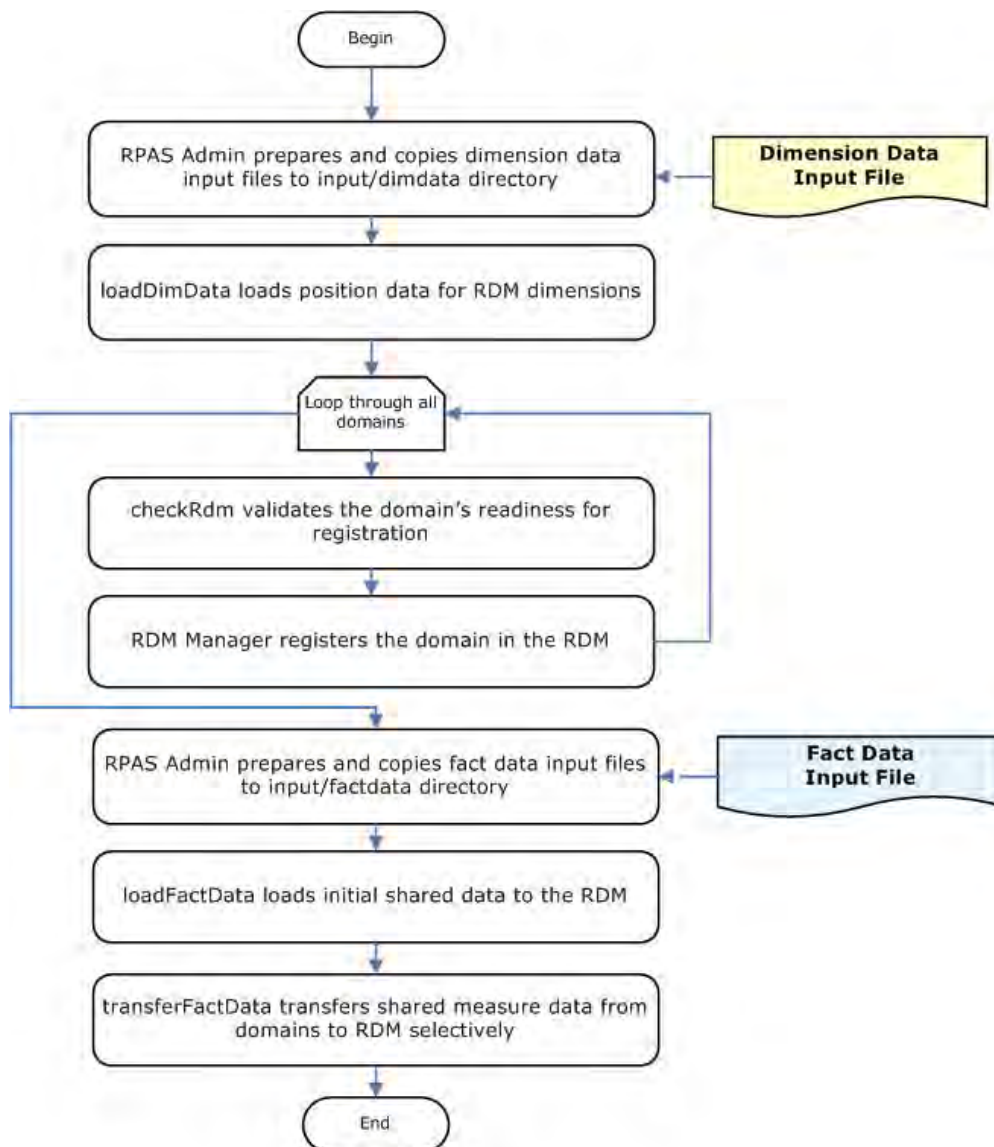 Begin
RPAS Admin prepares and copies dimension data
input files to input/dimdata directory
Dimension Data
Input File
loadDimData loads position data for RDM dimensions
Loop through all
domains
checkRdm validates the domain's readiness for
registration
RDM Manager registers the domain in the RDM
RPAS Admin prepares and copies fact data input files
to input/factdata directory
Fact Data
Input File
loadFactData loads initial shared data to the RDM
transferFactData transfers shared measure data from
domains to RDM selectively
End